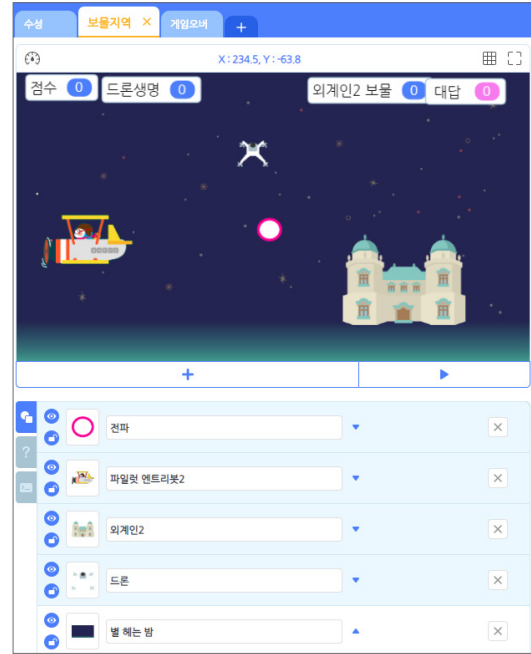 수성 보물지역 × 게임오버 +
X : 234.5, Y : -63.8
점수 0 드론생명 0 외계인2 보물 0 대답 0
+
?
전파
파일럿 엔트리봇2
외계인2
드론
별 헤는 밤